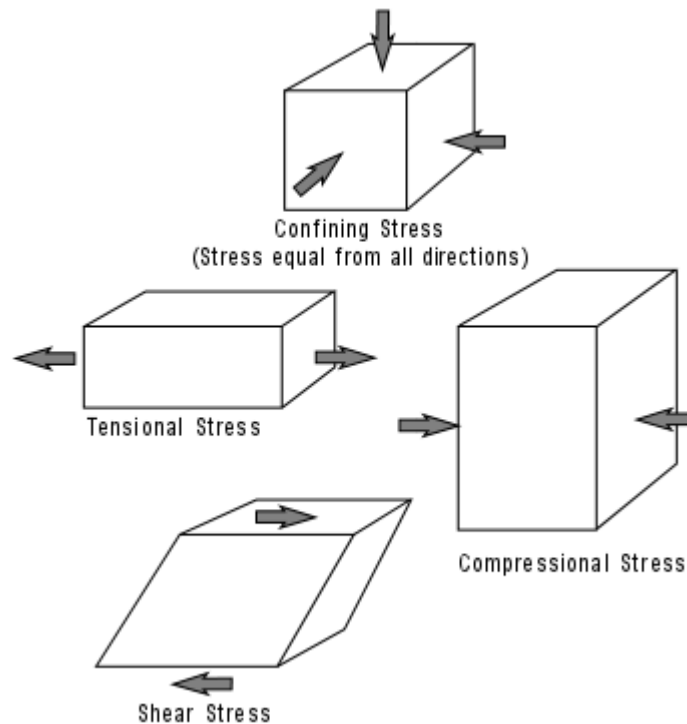 Confining Stress
(Stress equal from all directions)
Tensional Stress
Compressional Stress
Shear Stress